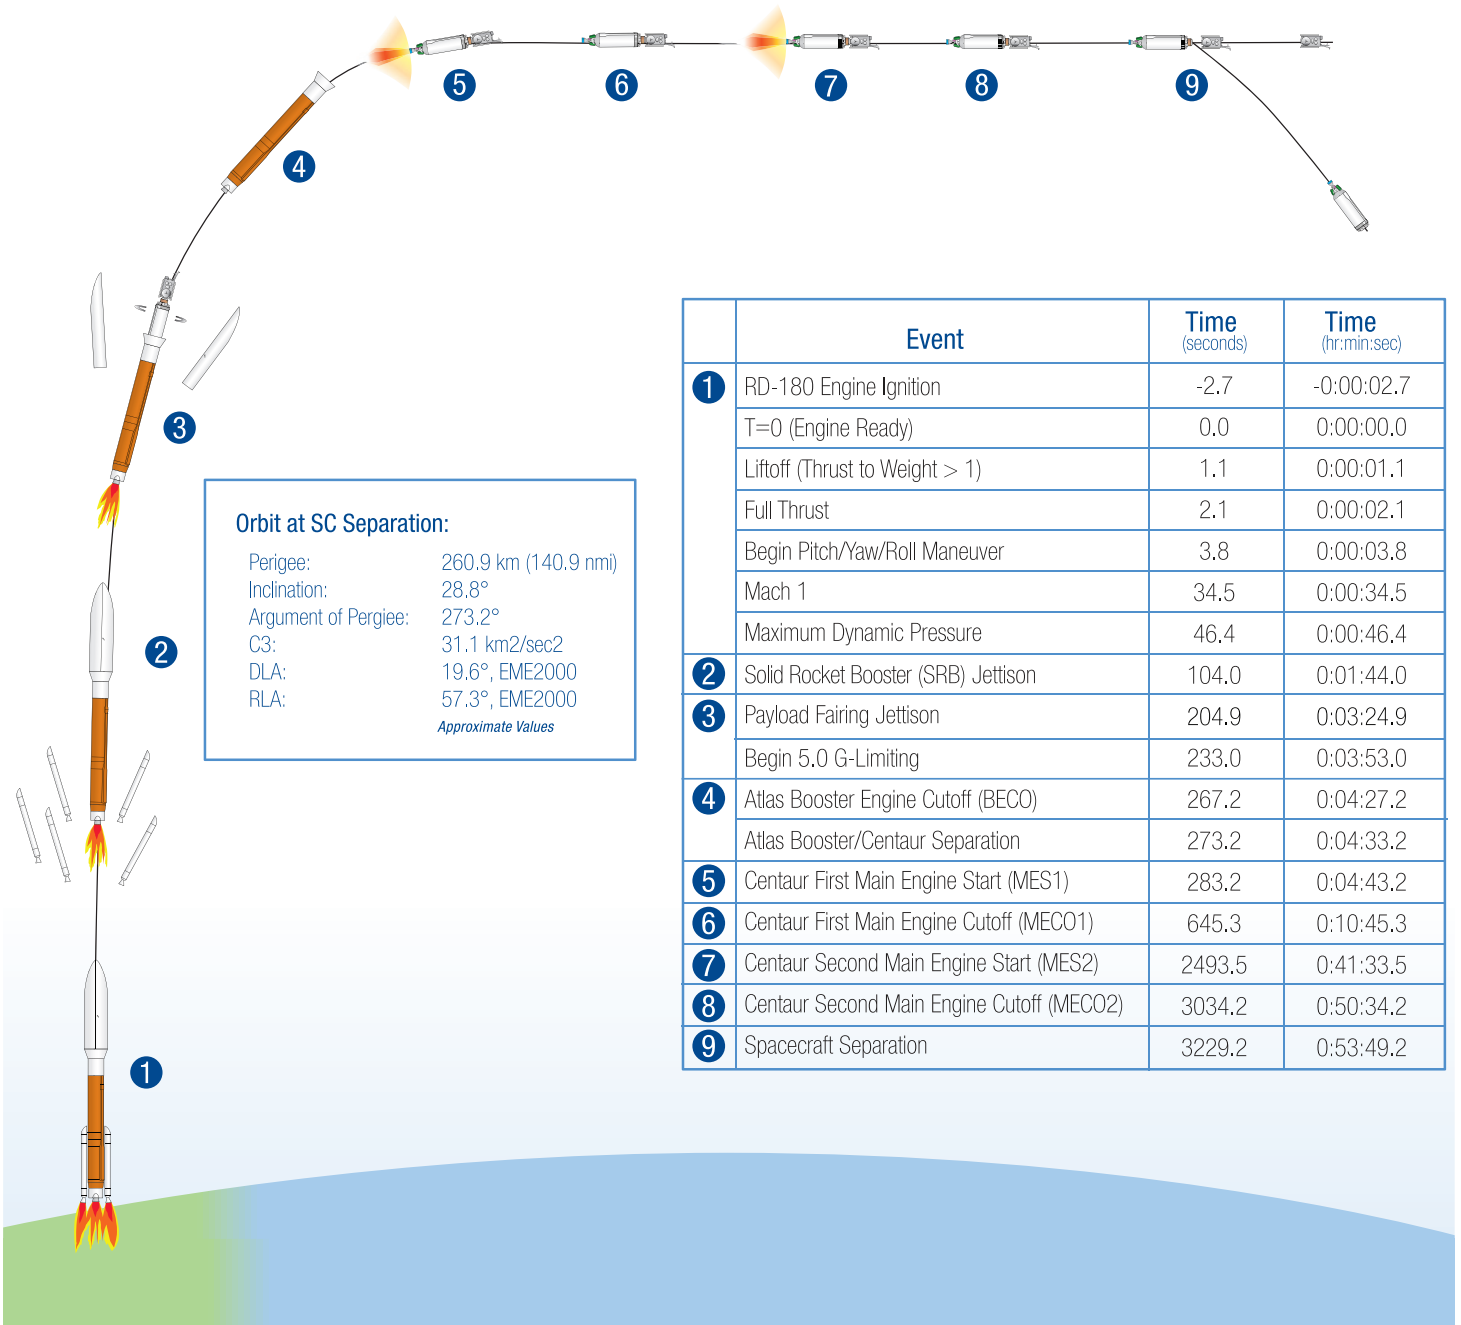 5
6
7
8
9
4
3
2
1
Orbit at SC Separation:
Perigee: 260.9 km (140.9 nmi)
Inclination: 28.8°
Argument of Pergiee: 273.2°
C3: 31.1 km2/sec2
DLA: 19.6°, EME2000
RLA: 57.3°, EME2000
Approximate Values
Event Time (seconds) Time (hr:min:sec)
1 RD-180 Engine Ignition -2.7 -0:00:02.7
T=0 (Engine Ready) 0.0 0:00:00.0
Liftoff (Thrust to Weight > 1) 1.1 0:00:01.1
Full Thrust 2.1 0:00:02.1
Begin Pitch/Yaw/Roll Maneuver 3.8 0:00:03.8
Mach 1 34.5 0:00:34.5
Maximum Dynamic Pressure 46.4 0:00:46.4
2 Solid Rocket Booster (SRB) Jettison 104.0 0:01:44.0
3 Payload Fairing Jettison 204.9 0:03:24.9
Begin 5.0 G-Limiting 233.0 0:03:53.0
4 Atlas Booster Engine Cutoff (BECO) 267.2 0:04:27.2
Atlas Booster/Centaur Separation 273.2 0:04:33.2
5 Centaur First Main Engine Start (MES1) 283.2 0:04:43.2
6 Centaur First Main Engine Cutoff (MECO1) 645.3 0:10:45.3
7 Centaur Second Main Engine Start (MES2) 2493.5 0:41:33.5
8 Centaur Second Main Engine Cutoff (MECO2) 3034.2 0:50:34.2
9 Spacecraft Separation 3229.2 0:53:49.2